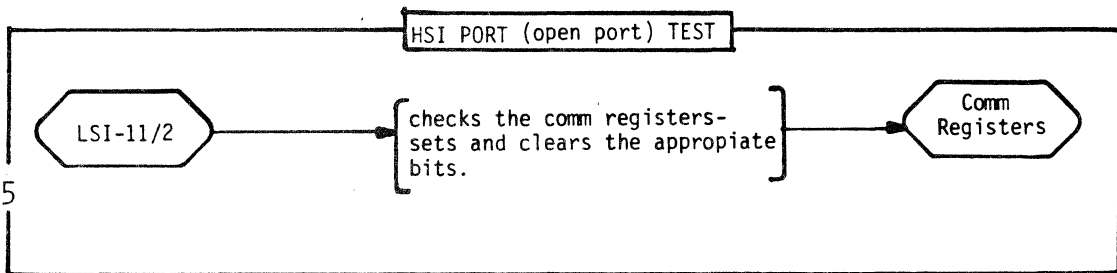 HSI PORT (open port) TEST
LSI-11/2
checks the comm registers-
sets and clears the appropiate
bits.
Comm
Registers
5